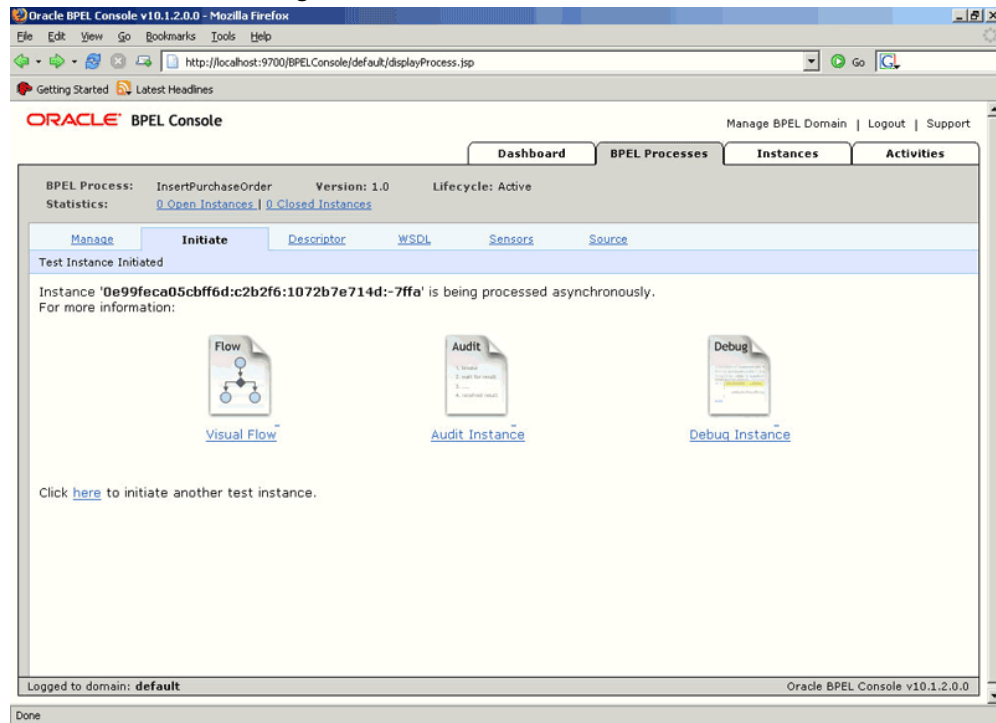 Oracle BPEL Console v10.1.2.0.0 - Mozilla Firefox
File Edit View Go Bookmarks Tools Help
http://localhost:9700/BPELConsole/default/displayProcess.jsp Go
Getting Started Latest Headlines
ORACLE BPEL Console
Manage BPEL Domain | Logout | Support
Dashboard BPEL Processes Instances Activities
BPEL Process: InsertPurchaseOrder Version: 1.0 Lifecycle: Active
Statistics: 0 Open Instances | 0 Closed Instances
Manage Initiate Descriptor WSDL Sensors Source
Test Instance Initiated
Instance '0e99feca05cbff6d:c2b2f6:1072b7e714d:-7ffa' is being processed asynchronously.
For more information:
Flow Audit Debug
Visual Flow Audit Instance Debug Instance
Click here to initiate another test instance.
Logged to domain: default Oracle BPEL Console v10.1.2.0.0
Done